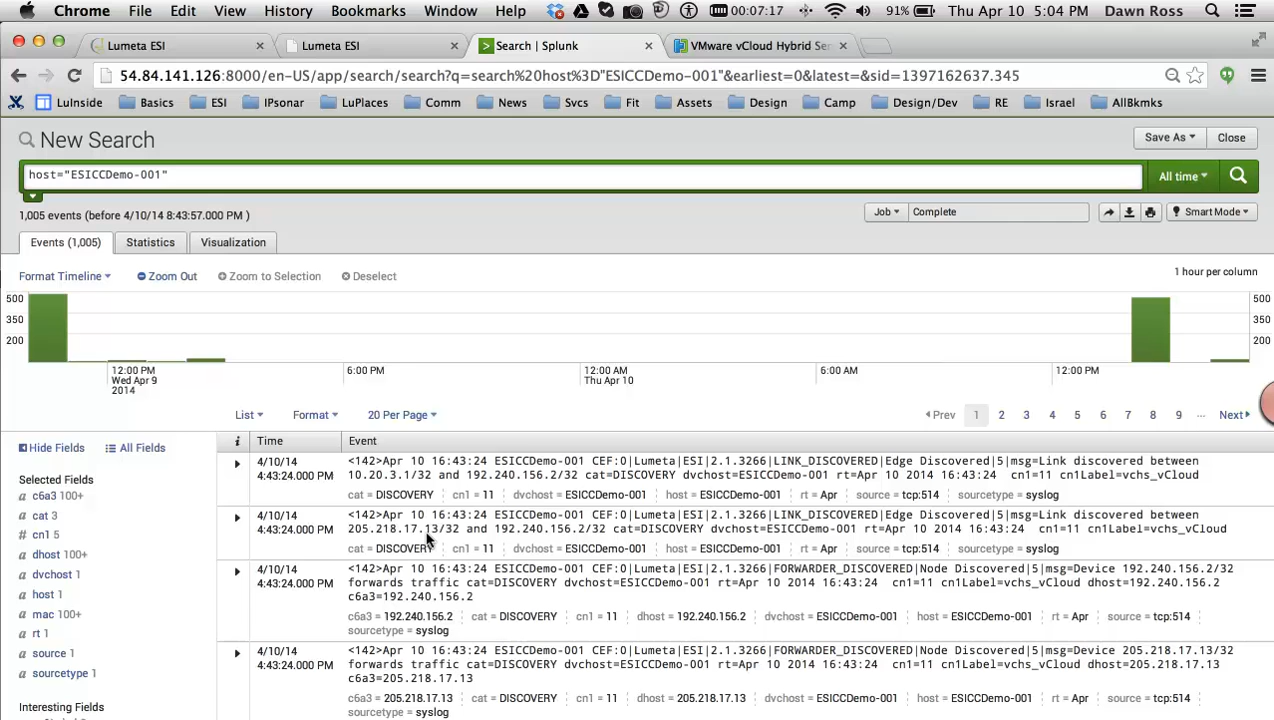 Chrome File Edit View History Bookmarks Window Help 00:07:17 91% Thu Apr 10 5:04 PM Dawn Ross
Lumeta ESI × Lumeta ESI × Search | Splunk × VMware vCloud Hybrid Ser ×
54.84.141.126:8000/en-US/app/search/search?q=search%20host%3D"ESICCDemo-001"&earliest=0&latest=&sid=1397162637.345
LuInside Basics ESI IPsonar LuPlaces Comm News Svcs Fit Assets Design Camp Design/Dev RE Israel AllBkmks
New Search
Save As Close
host="ESICCDemo-001"
All time
1,005 events (before 4/10/14 8:43:57.000 PM )
Job Complete
Smart Mode
Events (1,005) Statistics Visualization
Format Timeline Zoom Out Zoom to Selection Deselect
1 hour per column
500 500
350 350
200 200
12:00 PM 6:00 PM 12:00 AM 6:00 AM 12:00 PM
Wed Apr 9 Thu Apr 10
2014
List Format 20 Per Page
Prev 1 2 3 4 5 6 7 8 9 ... Next
Hide Fields All Fields
Selected Fields
a c6a3 100+
a cat 3
# cn1 5
a dhost 100+
a dvchost 1
a host 1
a mac 100+
a rt 1
a source 1
a sourcetype 1
Interesting Fields
i Time Event
4/10/14
4:43:24.000 PM
<142>Apr 10 16:43:24 ESICCDemo-001 CEF:0|Lumeta|ESI|2.1.3266|LINK_DISCOVERED|Edge Discovered|5|msg=Link discovered between
10.20.3.1/32 and 192.240.156.2/32 cat=DISCOVERY dvchost=ESICCDemo-001 rt=Apr 10 2014 16:43:24 cn1=11 cn1Label=vchs_vCloud
cat = DISCOVERY cn1 = 11 dvchost = ESICCDemo-001 host = ESICCDemo-001 rt = Apr source = tcp:514 sourcetype = syslog
4/10/14
4:43:24.000 PM
<142>Apr 10 16:43:24 ESICCDemo-001 CEF:0|Lumeta|ESI|2.1.3266|LINK_DISCOVERED|Edge Discovered|5|msg=Link discovered between
205.218.17.13/32 and 192.240.156.2/32 cat=DISCOVERY dvchost=ESICCDemo-001 rt=Apr 10 2014 16:43:24 cn1=11 cn1Label=vchs_vCloud
cat = DISCOVERY cn1 = 11 dvchost = ESICCDemo-001 host = ESICCDemo-001 rt = Apr source = tcp:514 sourcetype = syslog
4/10/14
4:43:24.000 PM
<142>Apr 10 16:43:24 ESICCDemo-001 CEF:0|Lumeta|ESI|2.1.3266|FORWARDER_DISCOVERED|Node Discovered|5|msg=Device 192.240.156.2/32
forwards traffic cat=DISCOVERY dvchost=ESICCDemo-001 rt=Apr 10 2014 16:43:24 cn1=11 cn1Label=vchs_vCloud dhost=192.240.156.2
c6a3=192.240.156.2
c6a3 = 192.240.156.2 cat = DISCOVERY cn1 = 11 dhost = 192.240.156.2 dvchost = ESICCDemo-001 host = ESICCDemo-001 rt = Apr source = tcp:514
sourcetype = syslog
4/10/14
4:43:24.000 PM
<142>Apr 10 16:43:24 ESICCDemo-001 CEF:0|Lumeta|ESI|2.1.3266|FORWARDER_DISCOVERED|Node Discovered|5|msg=Device 205.218.17.13/32
forwards traffic cat=DISCOVERY dvchost=ESICCDemo-001 rt=Apr 10 2014 16:43:24 cn1=11 cn1Label=vchs_vCloud dhost=205.218.17.13
c6a3=205.218.17.13
c6a3 = 205.218.17.13 cat = DISCOVERY cn1 = 11 dhost = 205.218.17.13 dvchost = ESICCDemo-001 host = ESICCDemo-001 rt = Apr source = tcp:514
sourcetype = syslog